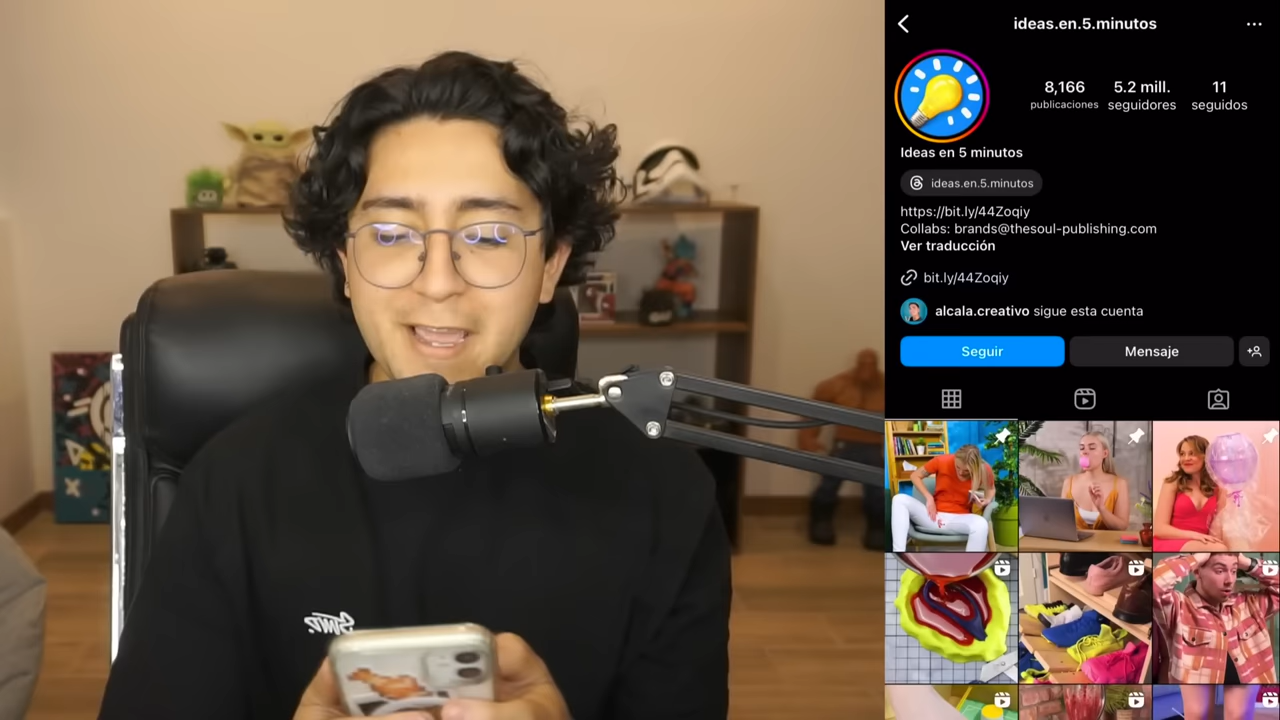 ideas.en.5.minutos
8,166
publicaciones
5.2 mill.
seguidores
11
seguidos
Ideas en 5 minutos
ideas.en.5.minutos
https://bit.ly/44Zoqiy
Collabs: brands@thesoul-publishing.com
Ver traducción
bit.ly/44Zoqiy
alcala.creativo sigue esta cuenta
Seguir
Mensaje